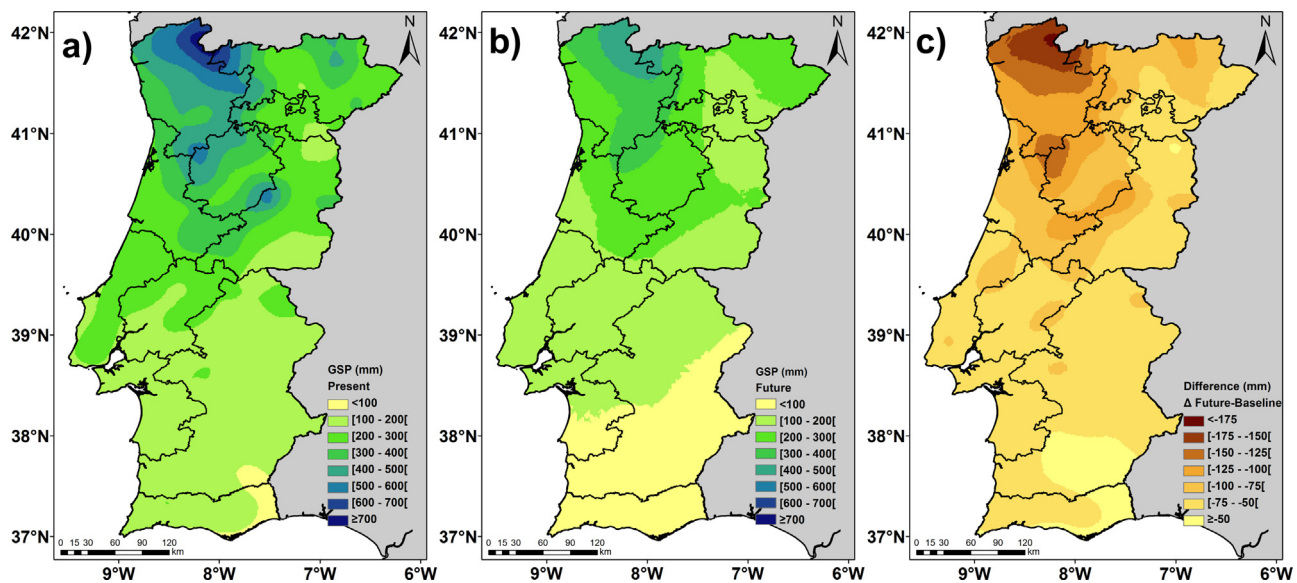 a)
N
42°N
41°N
40°N
39°N
38°N
37°N
GSP (mm)
Present
<100
[100 - 200[
[200 - 300[
[300 - 400[
[400 - 500[
[500 - 600[
[600 - 700[
≥700
0 15 30 60 90 120
km
9°W 8°W 7°W 6°W
b)
N
42°N
41°N
40°N
39°N
38°N
37°N
GSP (mm)
Future
<100
[100 - 200[
[200 - 300[
[300 - 400[
[400 - 500[
[500 - 600[
[600 - 700[
≥700
0 15 30 60 90 120
km
9°W 8°W 7°W 6°W
c)
N
42°N
41°N
40°N
39°N
38°N
37°N
Difference (mm)
Δ Future-Baseline
<-175
[-175 - -150[
[-150 - -125[
[-125 - -100[
[-100 - -75[
[-75 - -50[
≥-50
0 15 30 60 90 120
km
9°W 8°W 7°W 6°W